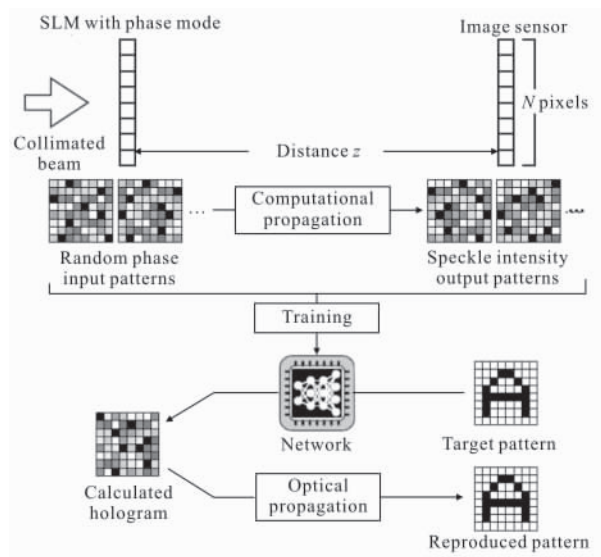 SLM with phase mode
Image sensor
N pixels
Collimated
beam
Distance z
Computational
propagation
...
...
Random phase
input patterns
Speckle intensity
output patterns
Training
Network
Target pattern
Calculated
hologram
Optical
propagation
Reproduced pattern